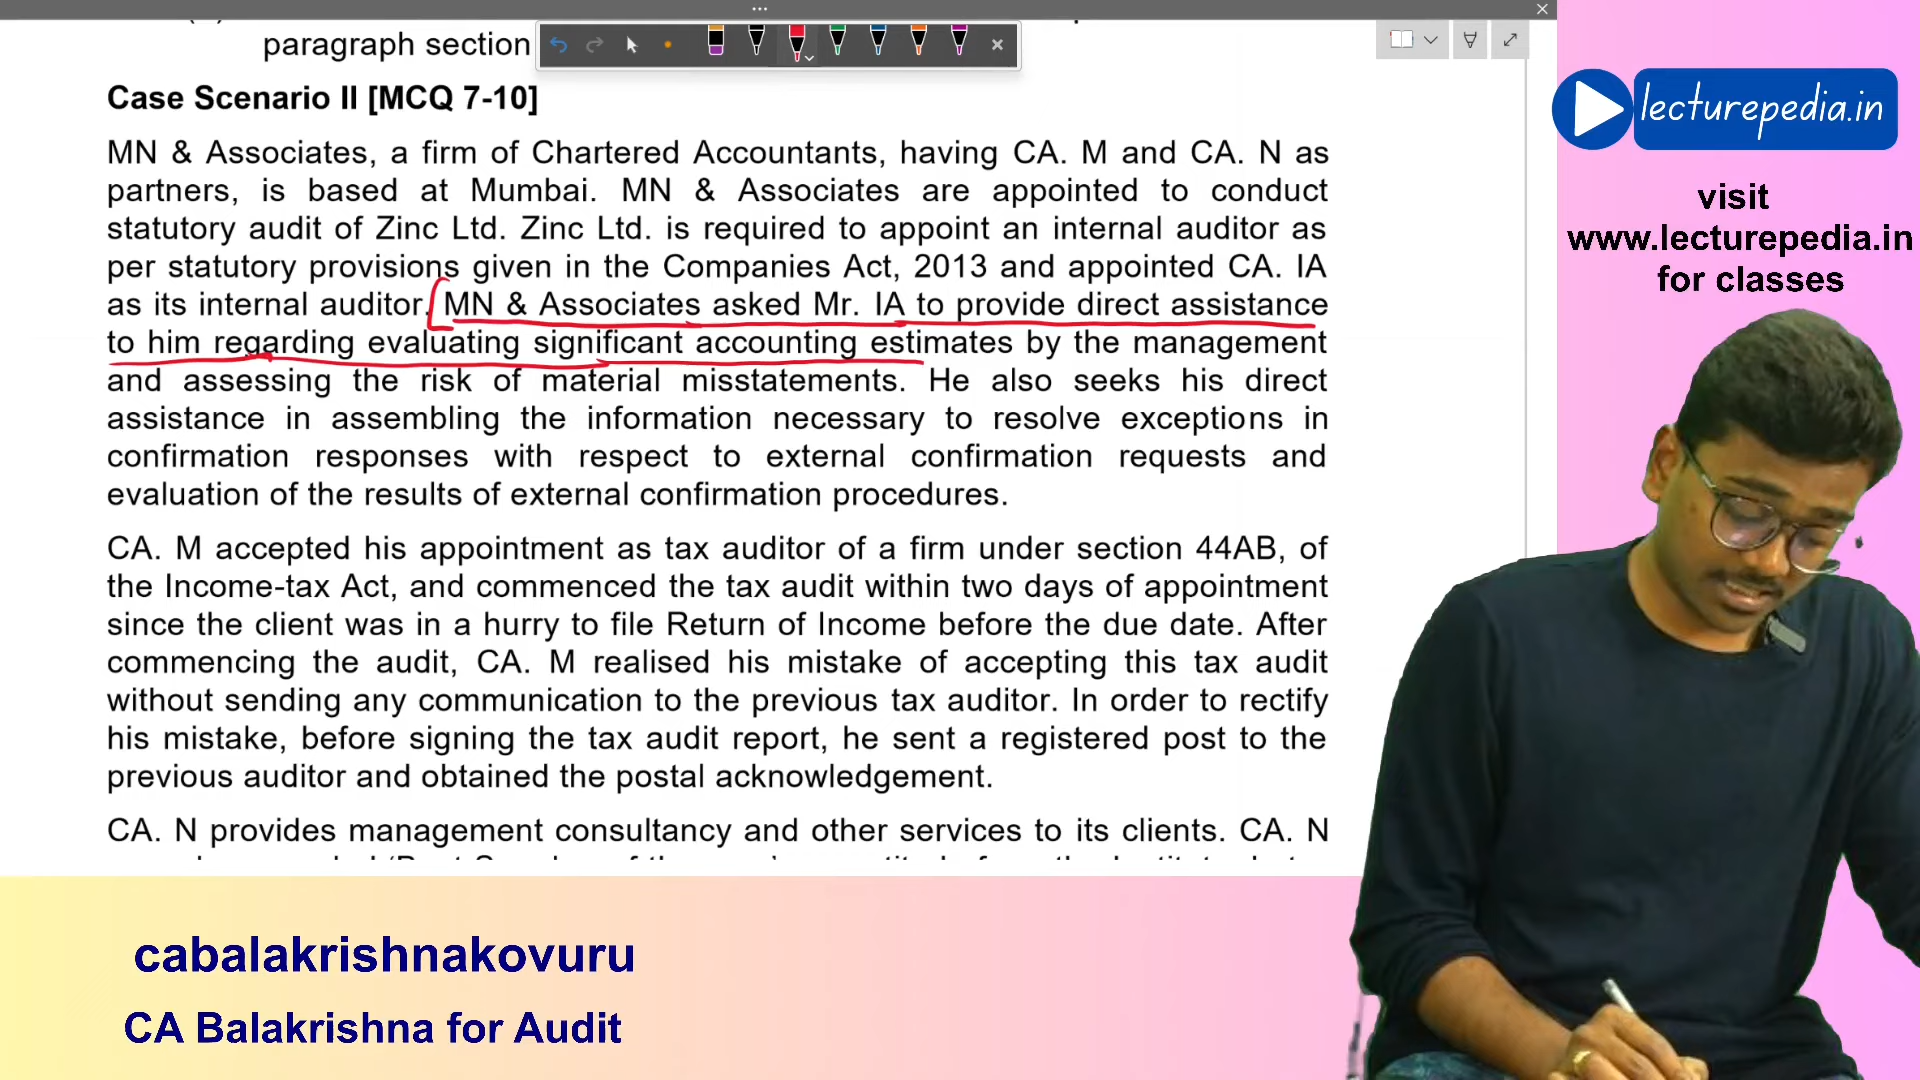 paragraph section
Case Scenario II [MCQ 7-10]
MN & Associates, a firm of Chartered Accountants, having CA. M and CA. N as
partners, is based at Mumbai. MN & Associates are appointed to conduct
statutory audit of Zinc Ltd. Zinc Ltd. is required to appoint an internal auditor as
per statutory provisions given in the Companies Act, 2013 and appointed CA. IA
as its internal auditor. MN & Associates asked Mr. IA to provide direct assistance
to him regarding evaluating significant accounting estimates by the management
and assessing the risk of material misstatements. He also seeks his direct
assistance in assembling the information necessary to resolve exceptions in
confirmation responses with respect to external confirmation requests and
evaluation of the results of external confirmation procedures.
CA. M accepted his appointment as tax auditor of a firm under section 44AB, of
the Income-tax Act, and commenced the tax audit within two days of appointment
since the client was in a hurry to file Return of Income before the due date. After
commencing the audit, CA. M realised his mistake of accepting this tax audit
without sending any communication to the previous tax auditor. In order to rectify
his mistake, before signing the tax audit report, he sent a registered post to the
previous auditor and obtained the postal acknowledgement.
CA. N provides management consultancy and other services to its clients. CA. N
lecturepedia.in
visit
www.lecturepedia.in
for classes
cabalakrishnakovuru
CA Balakrishna for Audit